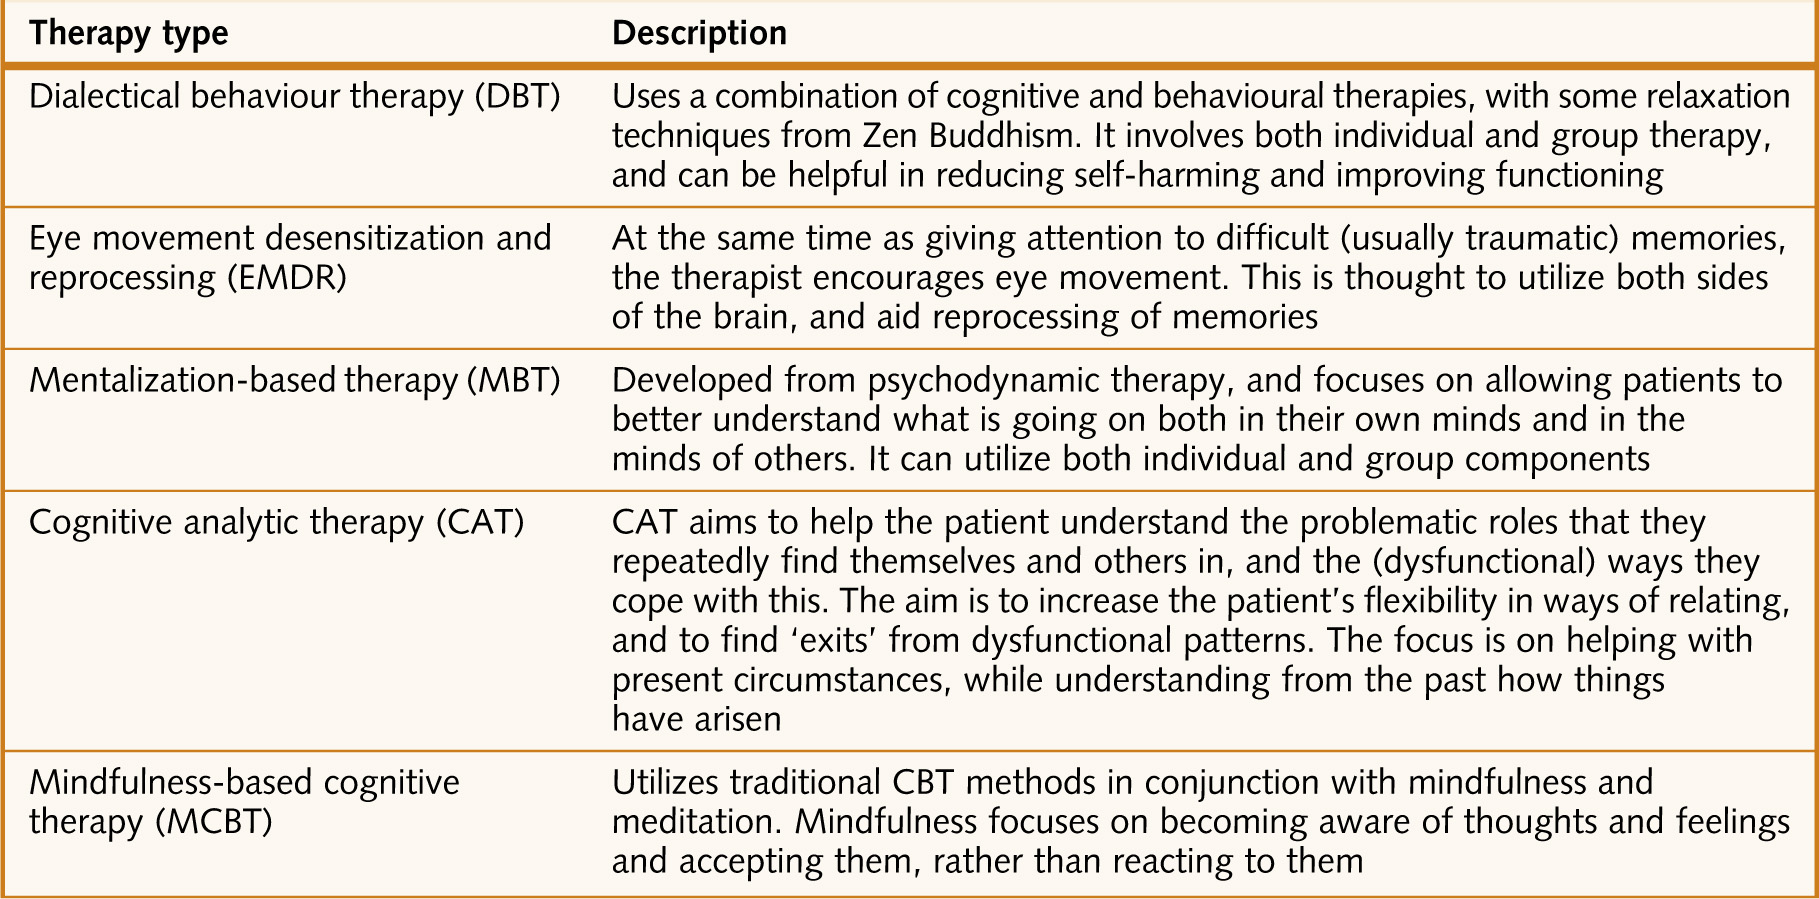 Therapy type Description
Dialectical behaviour therapy (DBT) Uses a combination of cognitive and behavioural therapies, with some relaxation
techniques from Zen Buddhism. It involves both individual and group therapy,
and can be helpful in reducing self-harming and improving functioning
Eye movement desensitization and
reprocessing (EMDR)
At the same time as giving attention to difficult (usually traumatic) memories,
the therapist encourages eye movement. This is thought to utilize both sides
of the brain, and aid reprocessing of memories
Mentalization-based therapy (MBT) Developed from psychodynamic therapy, and focuses on allowing patients to
better understand what is going on both in their own minds and in the
minds of others. It can utilize both individual and group components
Cognitive analytic therapy (CAT) CAT aims to help the patient understand the problematic roles that they
repeatedly find themselves and others in, and the (dysfunctional) ways they
cope with this. The aim is to increase the patient’s flexibility in ways of relating,
and to find ‘exits’ from dysfunctional patterns. The focus is on helping with
present circumstances, while understanding from the past how things
have arisen
Mindfulness-based cognitive
therapy (MCBT)
Utilizes traditional CBT methods in conjunction with mindfulness and
meditation. Mindfulness focuses on becoming aware of thoughts and feelings
and accepting them, rather than reacting to them